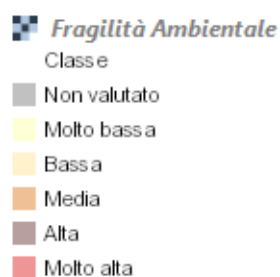 Fragilità Ambientale
Classe
Non valutato
Molto bassa
Bassa
Media
Alta
Molto alta